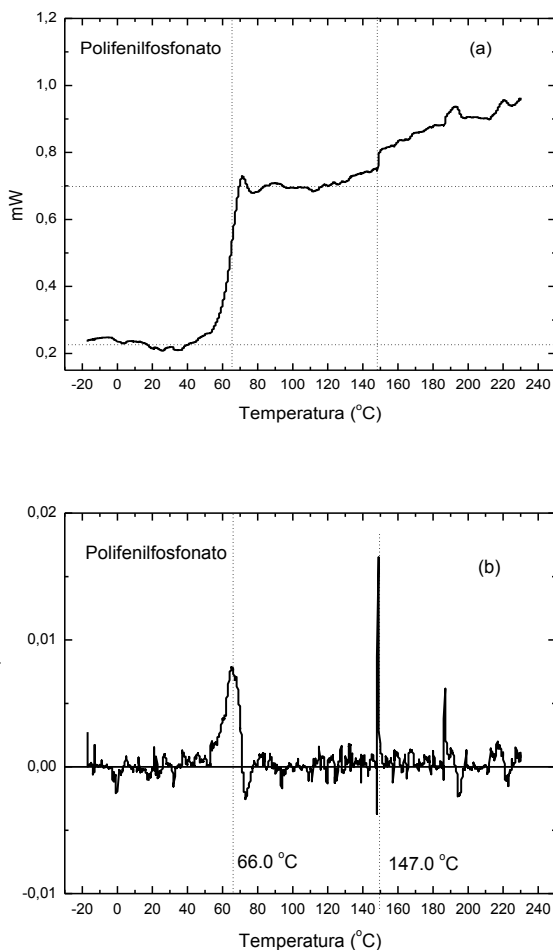 1,2
Polifenilfosfonato
(a)
1,0
0,8
mW
0,6
0,4
0,2
-20 0 20 40 60 80 100 120 140 160 180 200 220 240
Temperatura (°C)
0,02
Polifenilfosfonato
(b)
0,01
0,00
66.0 °C
147.0 °C
-0,01
-20 0 20 40 60 80 100 120 140 160 180 200 220 240
Temperatura (°C)